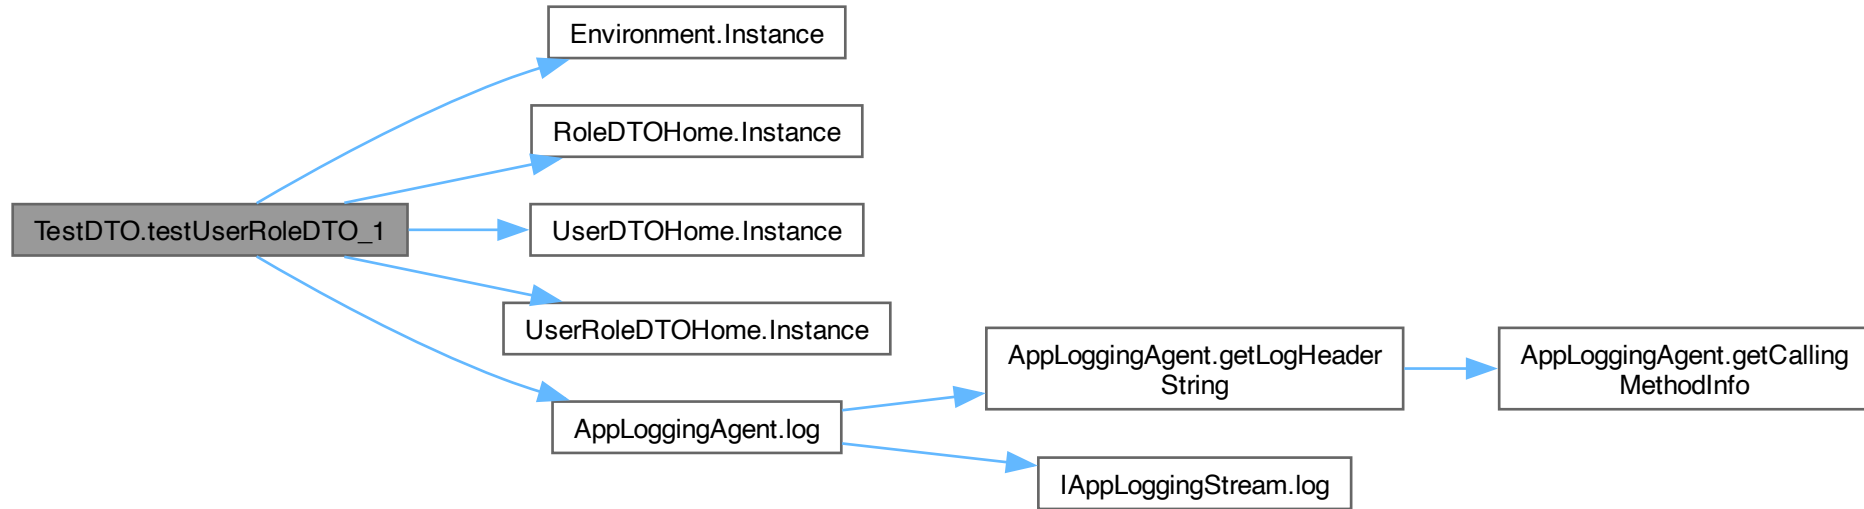 Environment.Instance
RoleDTOHome.Instance
TestDTO.testUserRoleDTO_1
UserDTOHome.Instance
UserRoleDTOHome.Instance
AppLoggingAgent.log
AppLoggingAgent.getLogHeader
String
AppLoggingAgent.getCalling
MethodInfo
IAppLoggingStream.log